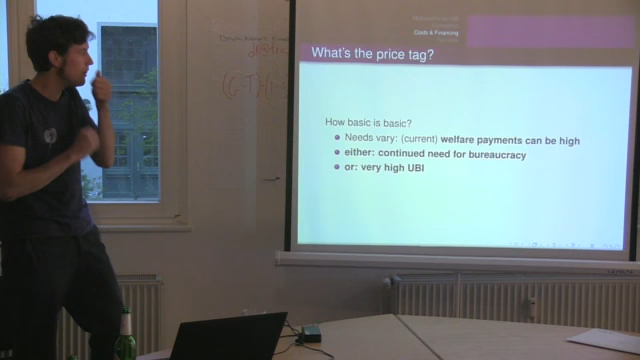 Costs & Financing
What's the price tag?
How basic is basic?
Needs vary: (current) welfare payments can be high
either: continued need for bureaucracy
or: very high UBI